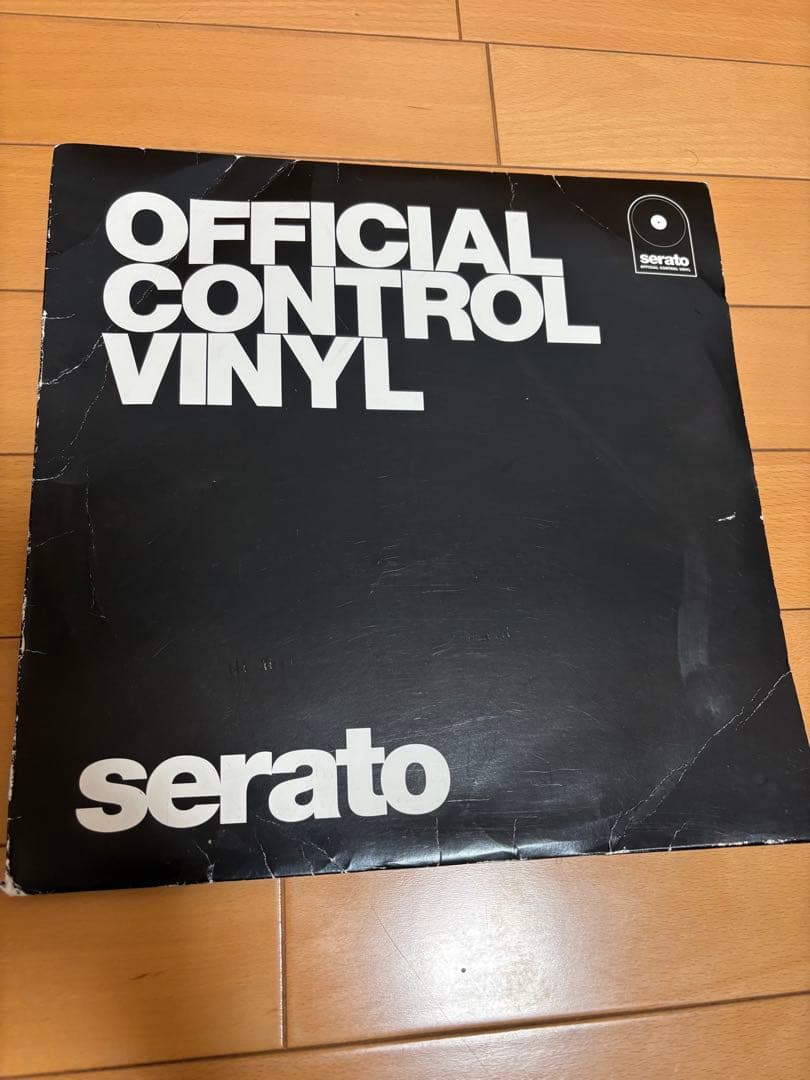 OFFICIAL
CONTROL
VINYL
serato
OFFICIAL CONTROL VINYL
serato